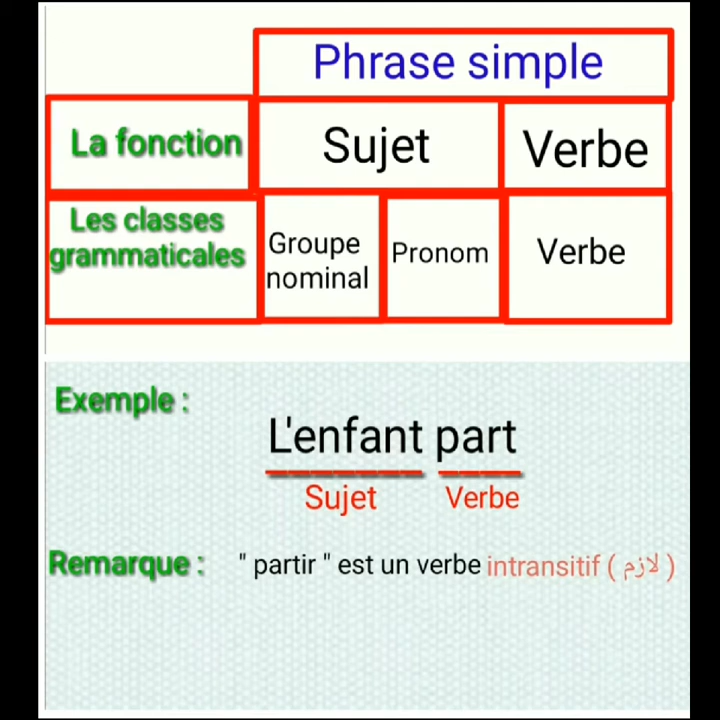 Phrase simple
La fonction Sujet Verbe
Les classes
grammaticales
Groupe
nominal
Pronom
Verbe
Exemple :
L'enfant part
Sujet Verbe
Remarque : " partir " est un verbe intransitif ( لازم )